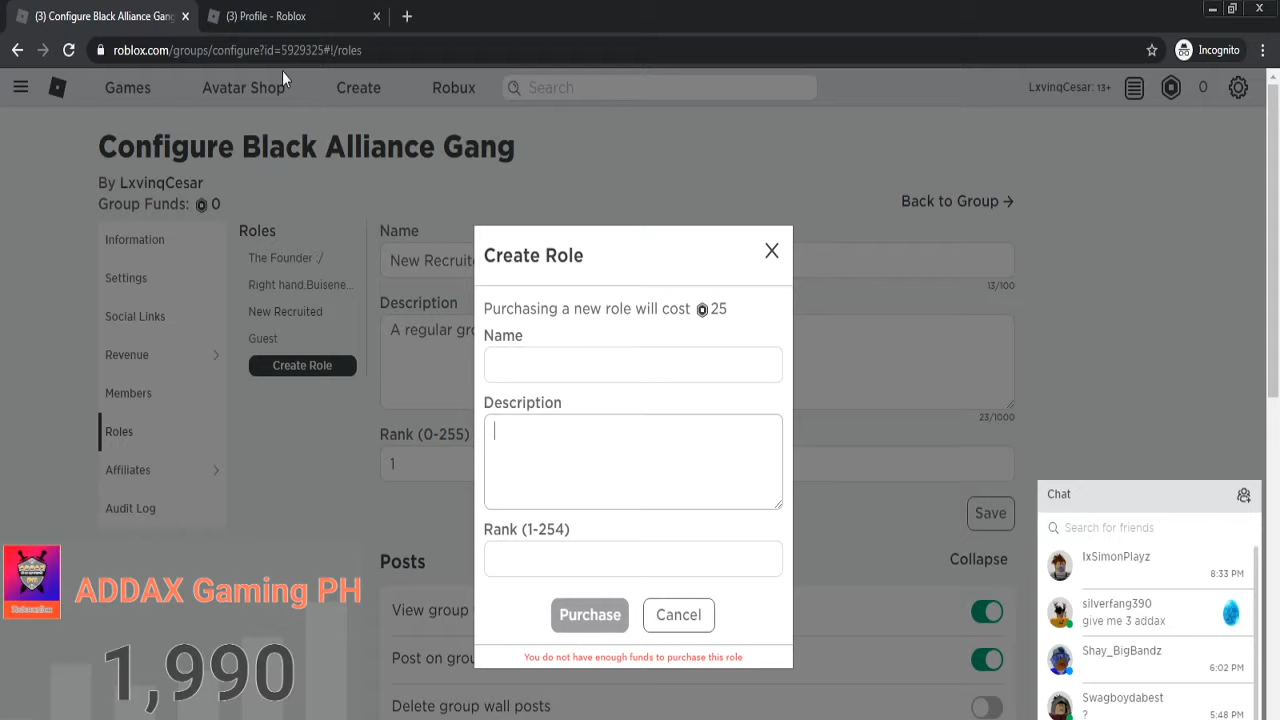 (3) Configure Black Alliance Gang
(3) Profile - Roblox
roblox.com/groups/configure?id=5929325#!/roles
Incognito
Games
Avatar Shop
Create
Robux
Search
LxvinqCesar: 13+
0
Configure Black Alliance Gang
By LxvinqCesar
Group Funds: 0
Back to Group →
Information
Settings
Social Links
Revenue
Members
Roles
Affiliates
Audit Log
Roles
The Founder :/
Right hand.Buisene...
New Recruited
Guest
Create Role
Name
New Recruite
13/100
Description
A regular gro
23/1000
Rank (0-255)
1
Save
Posts
Collapse
View group
Post on grou
Delete group wall posts
Create Role
Purchasing a new role will cost 25
Name
Description
Rank (1-254)
Purchase
Cancel
You do not have enough funds to purchase this role
ADDAX Gaming PH
1,990
Chat
Search for friends
IxSimonPlayz
8:33 PM
silverfang390
give me 3 addax
Shay_BigBandz
6:02 PM
Swagboydabest
?
5:48 PM